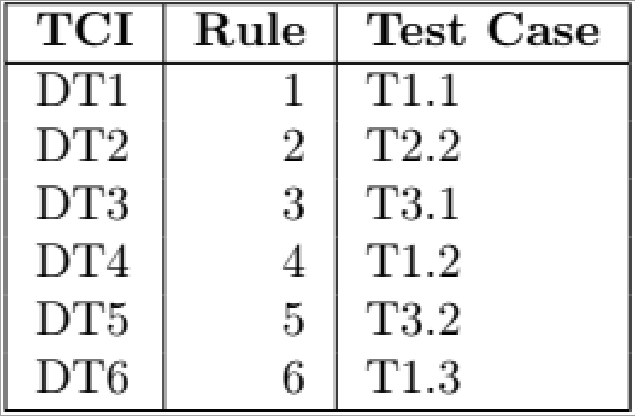 TCI Rule Test Case
DT1 1 T1.1
DT2 2 T2.2
DT3 3 T3.1
DT4 4 T1.2
DT5 5 T3.2
DT6 6 T1.3